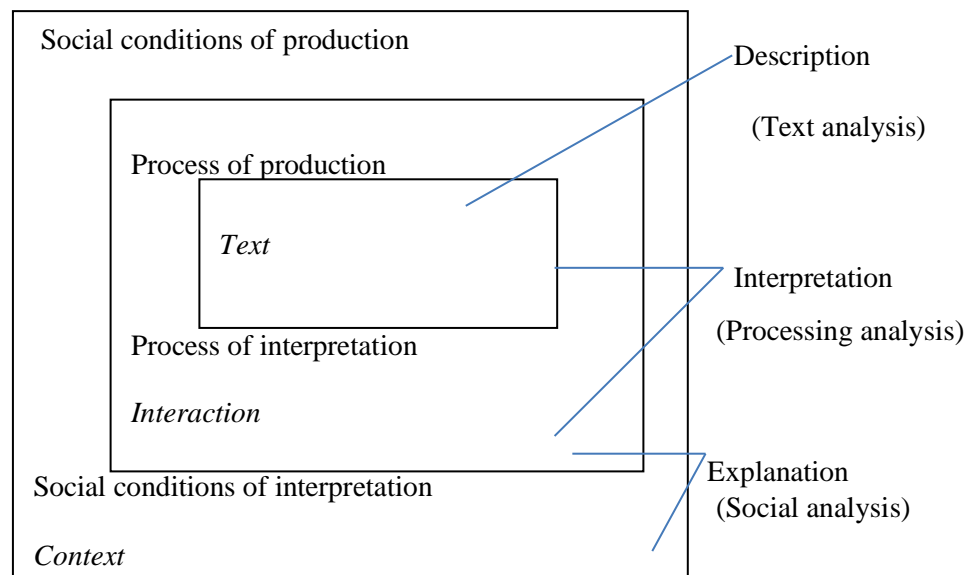 Social conditions of production
Description
(Text analysis)
Process of production
Text
Interpretation
(Processing analysis)
Process of interpretation
Interaction
Explanation
(Social analysis)
Social conditions of interpretation
Context